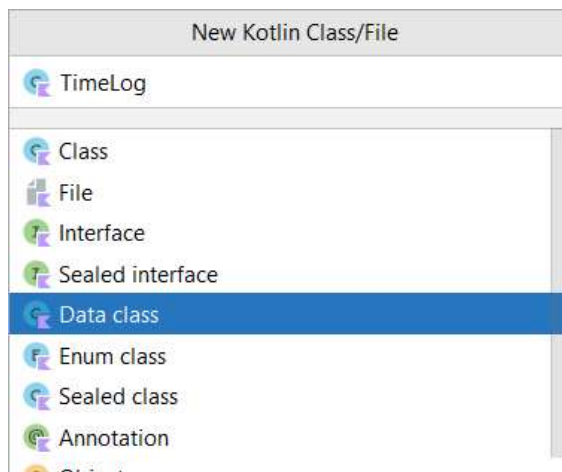 New Kotlin Class/File
TimeLog
Class
File
Interface
Sealed interface
Data class
Enum class
Sealed class
Annotation